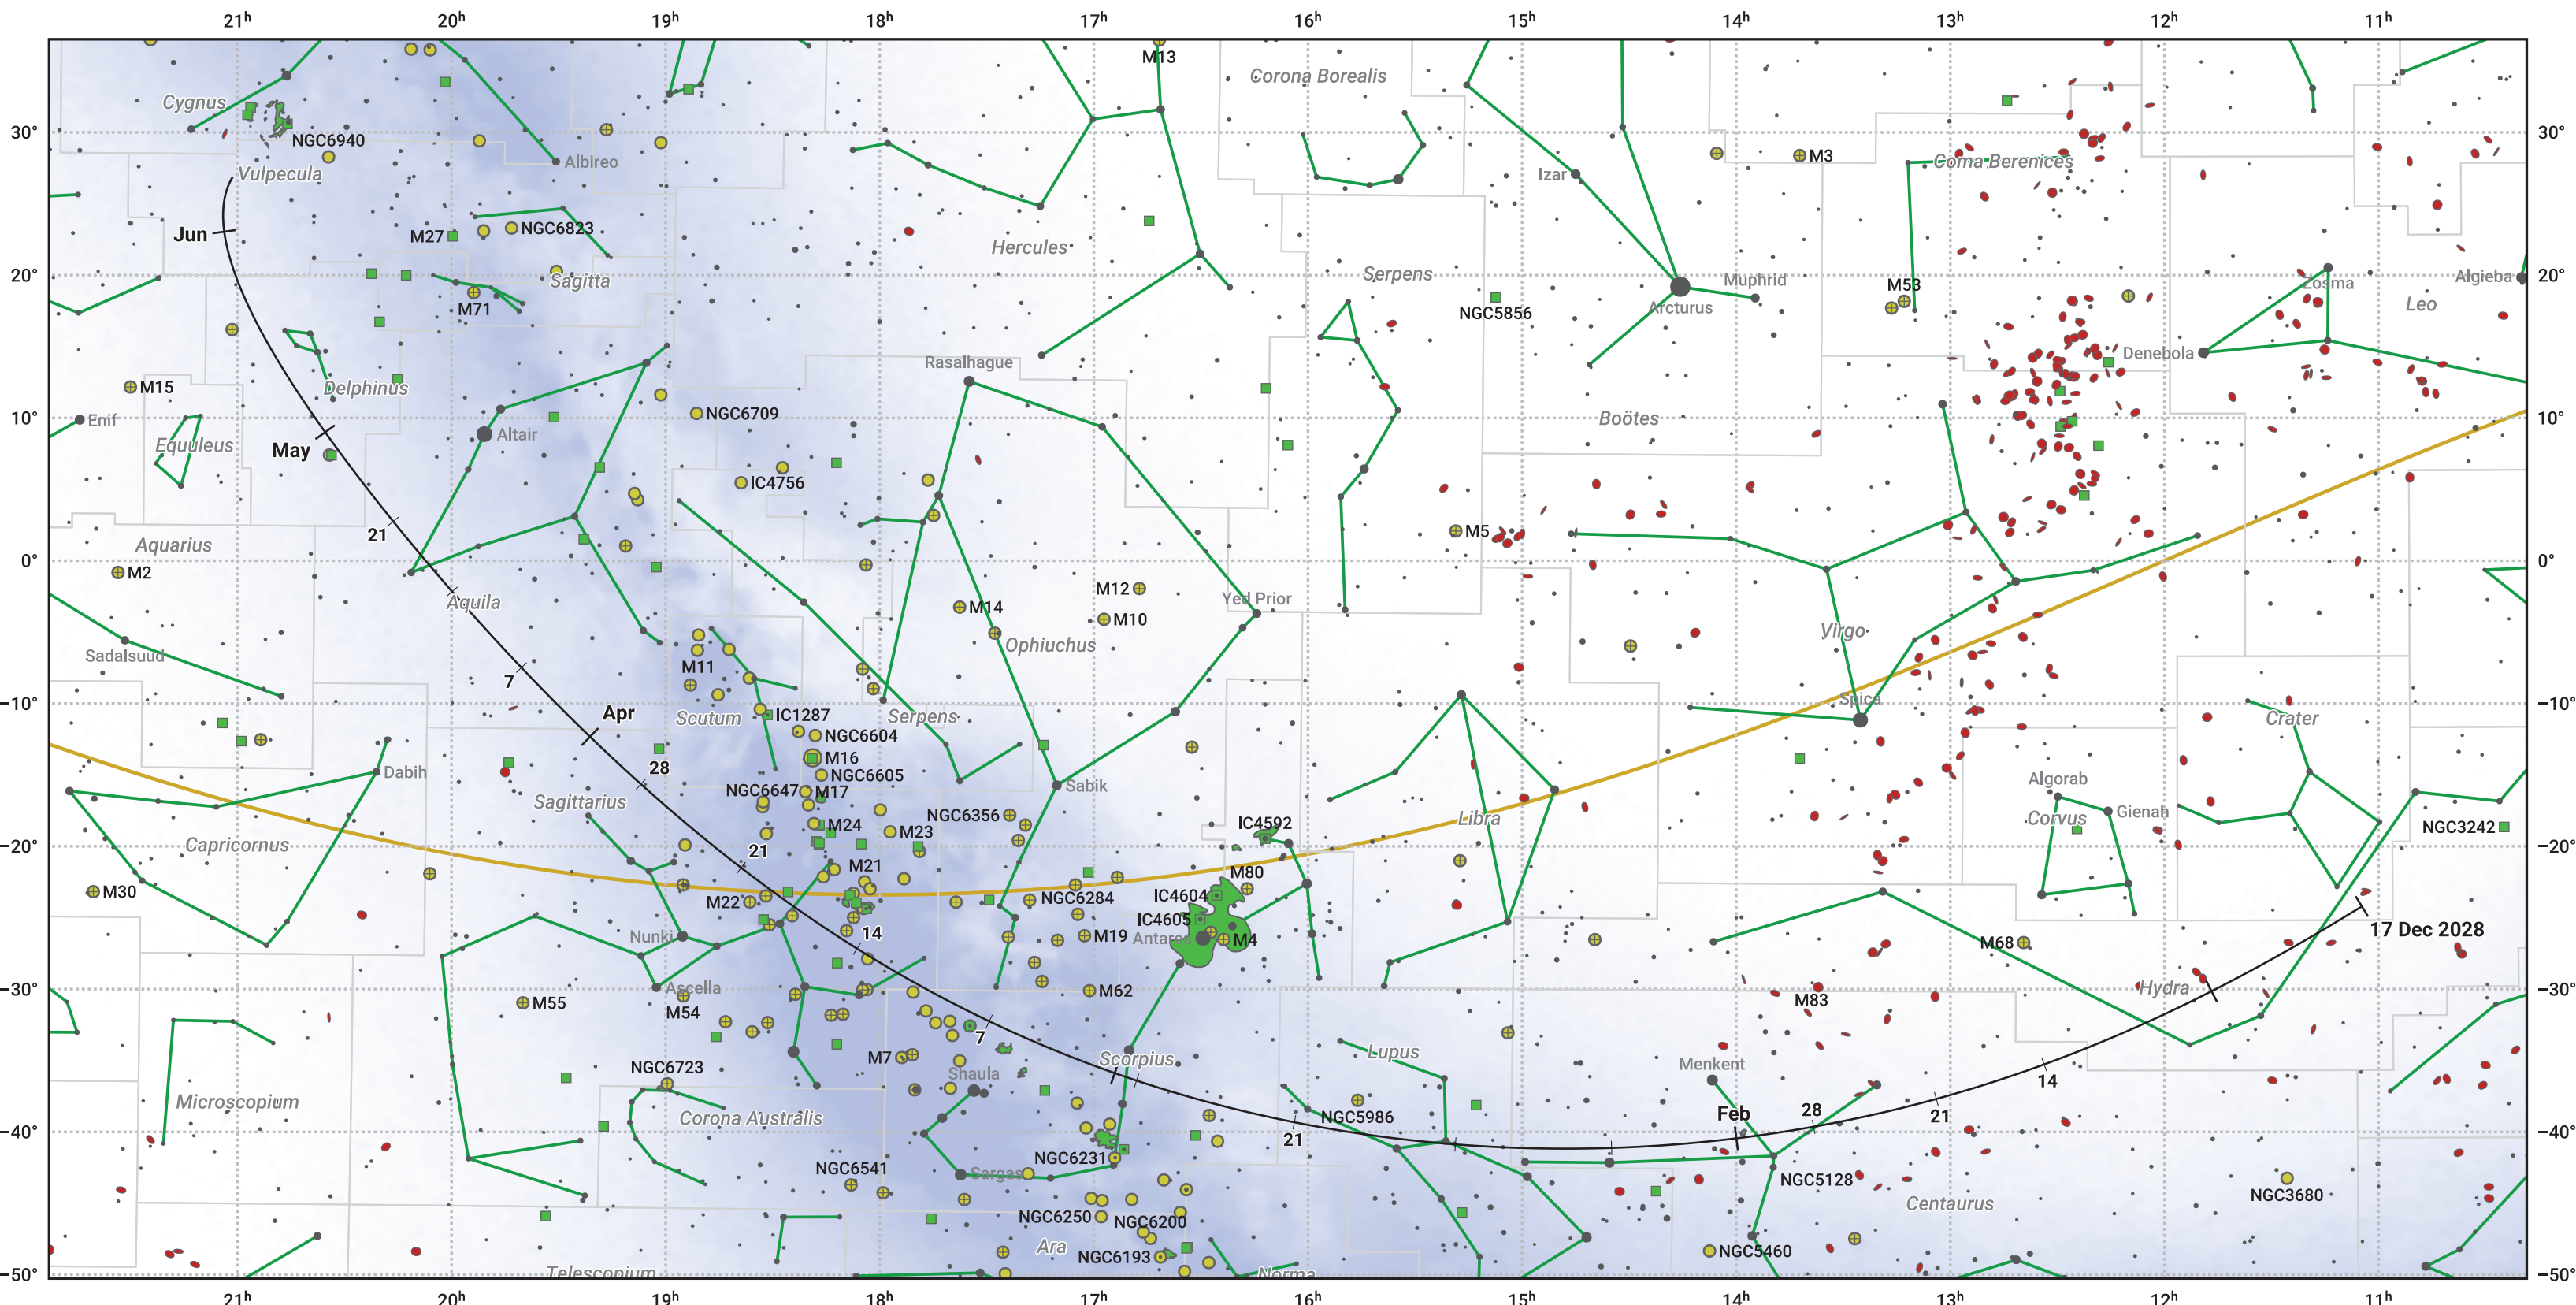 21h 20h 19h 18h 17h 16h 15h 14h 13h 12h 11h
M13
Corona Borealis
Cygnus
30° 30°
NGC6940
M3
Albireo
Coma Berenices
Vulpecula
Izar
Jun
M27
NGC6823
Hercules
20° 20°
Sagitta
Serpens
Muphrid
Algieba
M53
Zosma
Leo
M71
NGC5856
Arcturus
Rasalhague
Denebola
M15
Delphinus
NGC6709
10° 10°
Enif
Boötes
Altair
Equuleus
May
IC4756
21
M5
Aquarius
0° 0°
M2
M12
Aquila
M14
Yed Prior
M10
Virgo
Ophiuchus
Sadalsuud
M11
7
Spica
−10° −10°
Apr
IC1287
Scutum
Serpens
Crater
NGC6604
M16
28
Dabih
NGC6605
Algorab
Sabik
NGC6647
M17
Sagittarius
Gienah
NGC6356
Libra
Corvus
M24
IC4592
NGC3242
M23
Capricornus
−20° −20°
21
M21
M80
M30
M22
NGC6284
IC4604
IC4605
17 Dec 2028
14
Nunki
M19
Antares
M4
M68
Ascella
−30° −30°
Hydra
M62
M55
M83
M54
7
Lupus
M7
Scorpius
NGC6723
Menkent
Shaula
14
Microscopium
Corona Australis
NGC5986
Feb
28
21
−40° −40°
21
NGC6231
NGC6541
Sargas
NGC5128
NGC3680
Centaurus
NGC6250
NGC6200
Ara
NGC6193
NGC5460
Telescopium
Norma
−50° −50°
21h 20h 19h 18h 17h 16h 15h 14h 13h 12h 11h